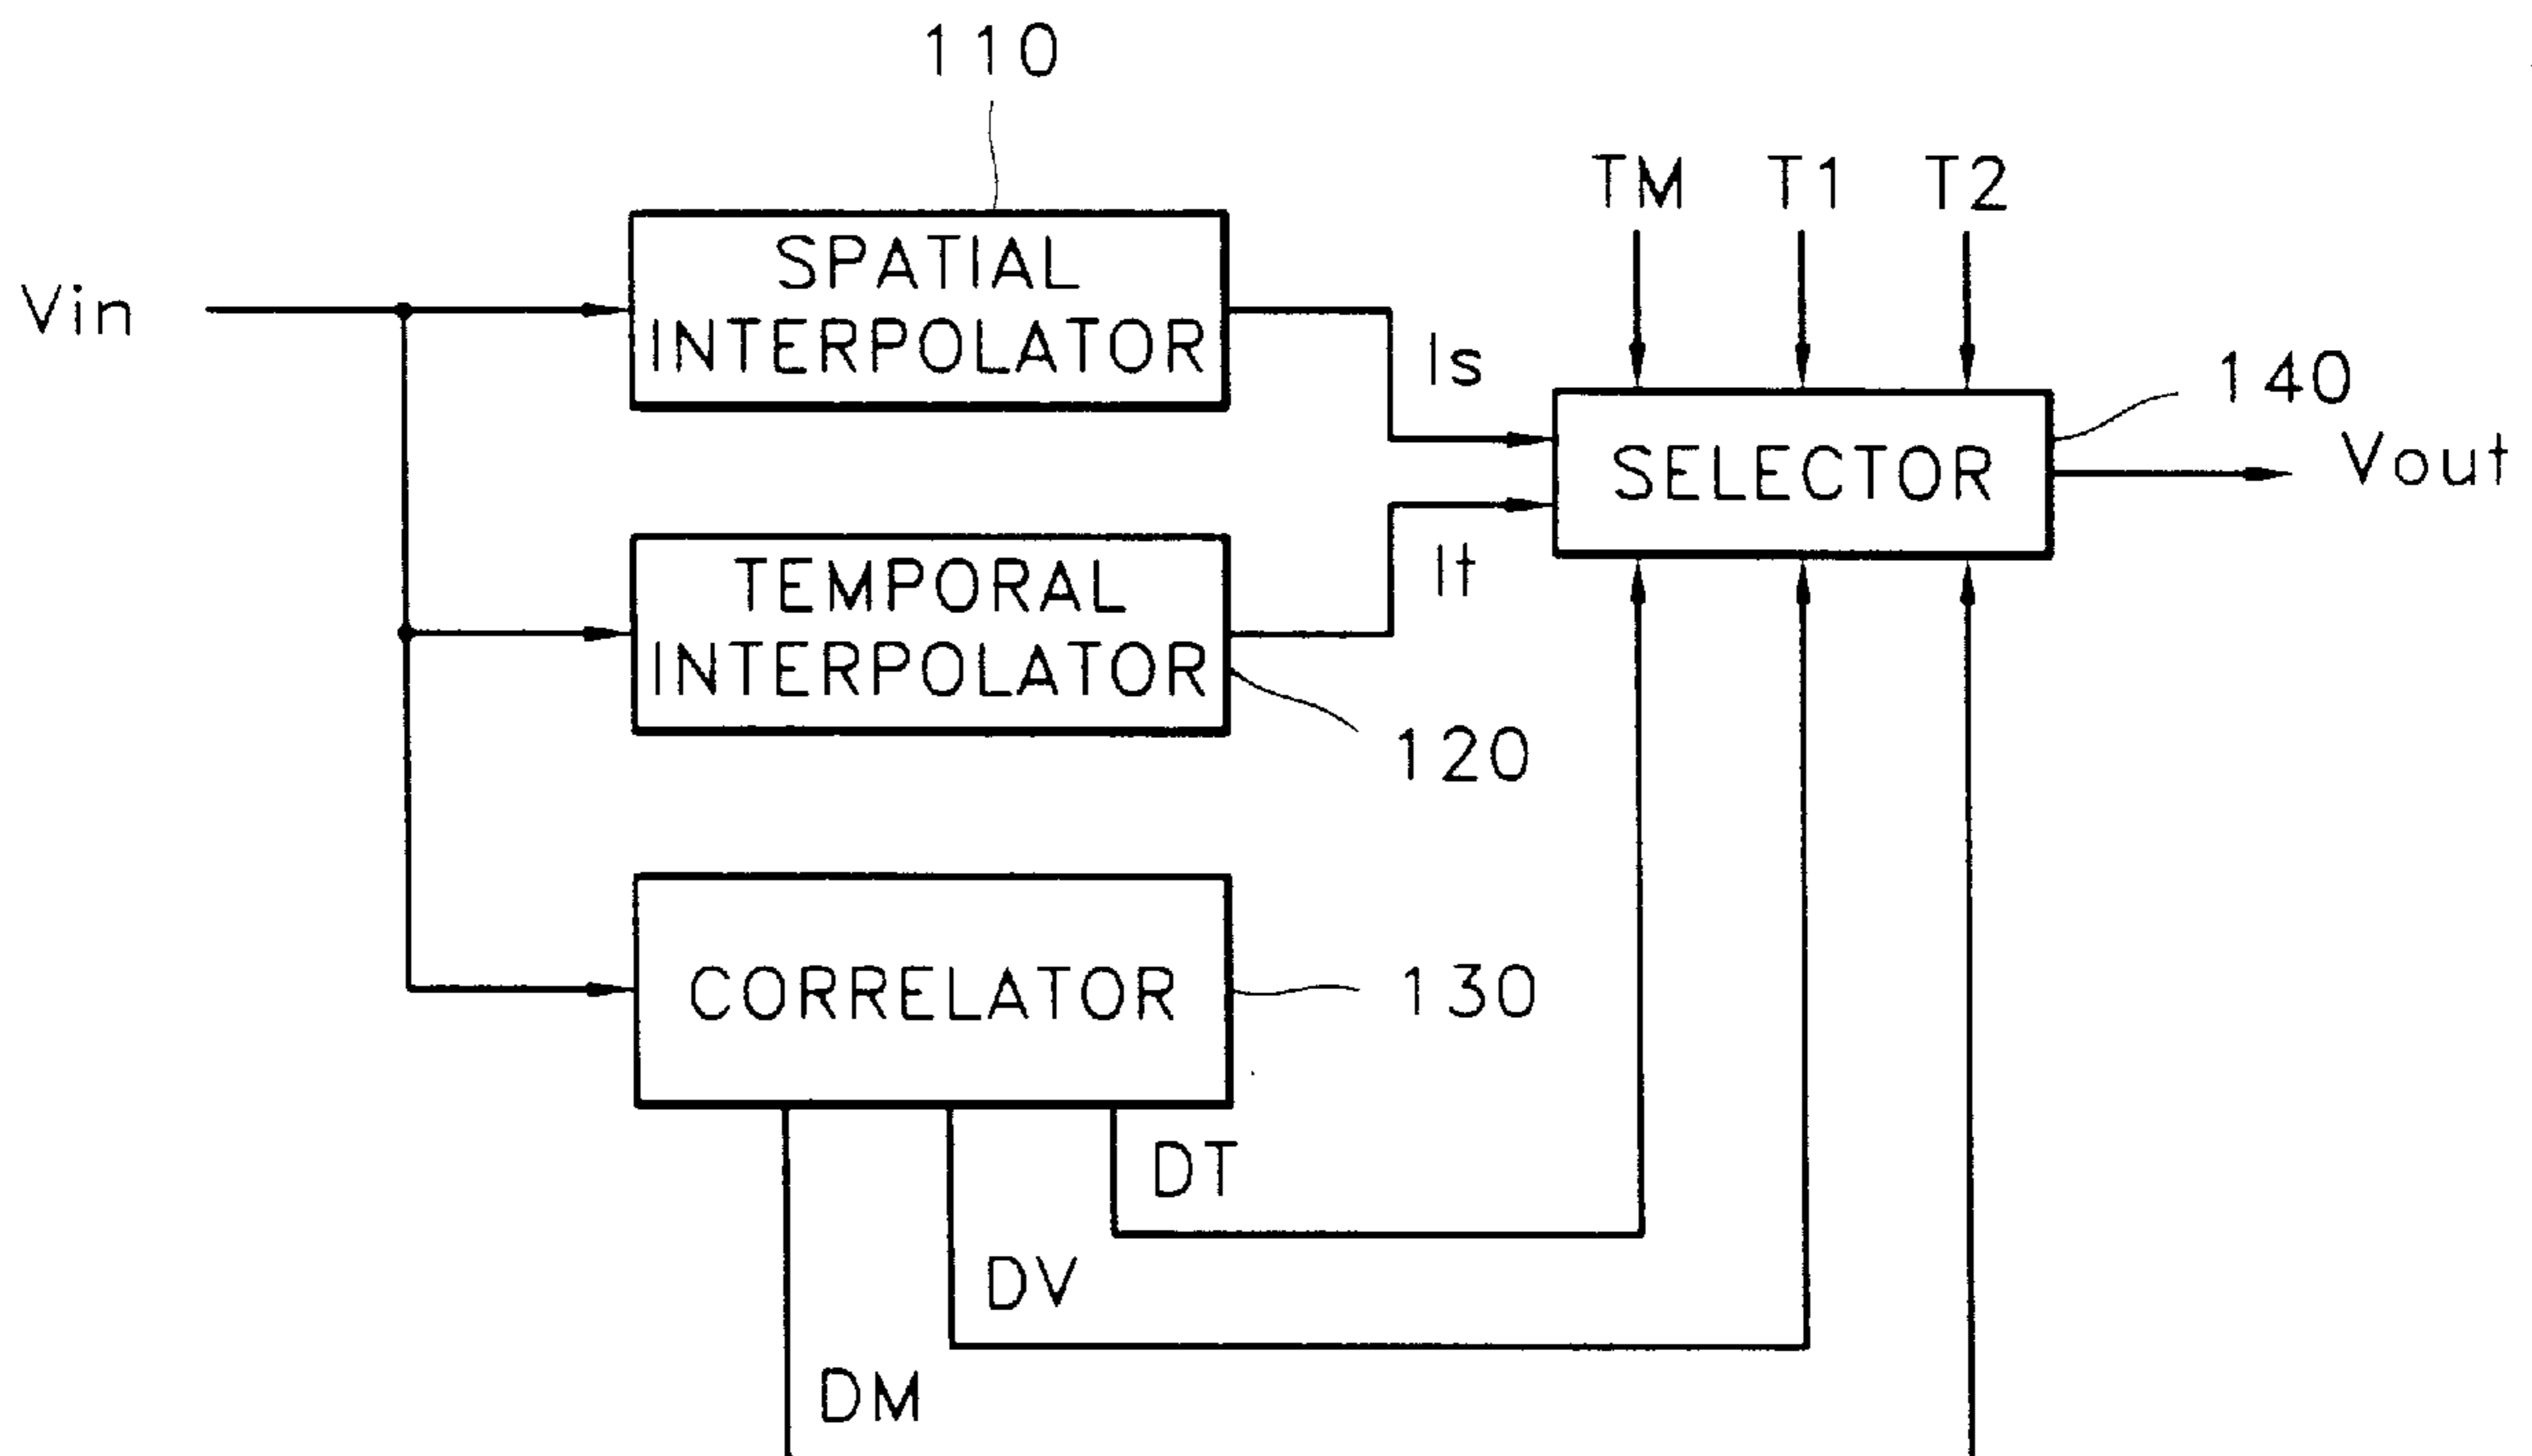 110
TM T1 T2
SPATIAL
INTERPOLATOR
Vin
Is
140
SELECTOR
Vout
TEMPORAL
INTERPOLATOR
It
120
CORRELATOR
130
DT
DV
DM